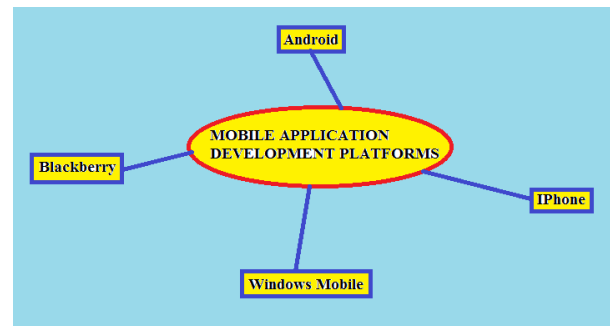 Android
MOBILE APPLICATION
DEVELOPMENT PLATFORMS
Blackberry
IPhone
Windows Mobile